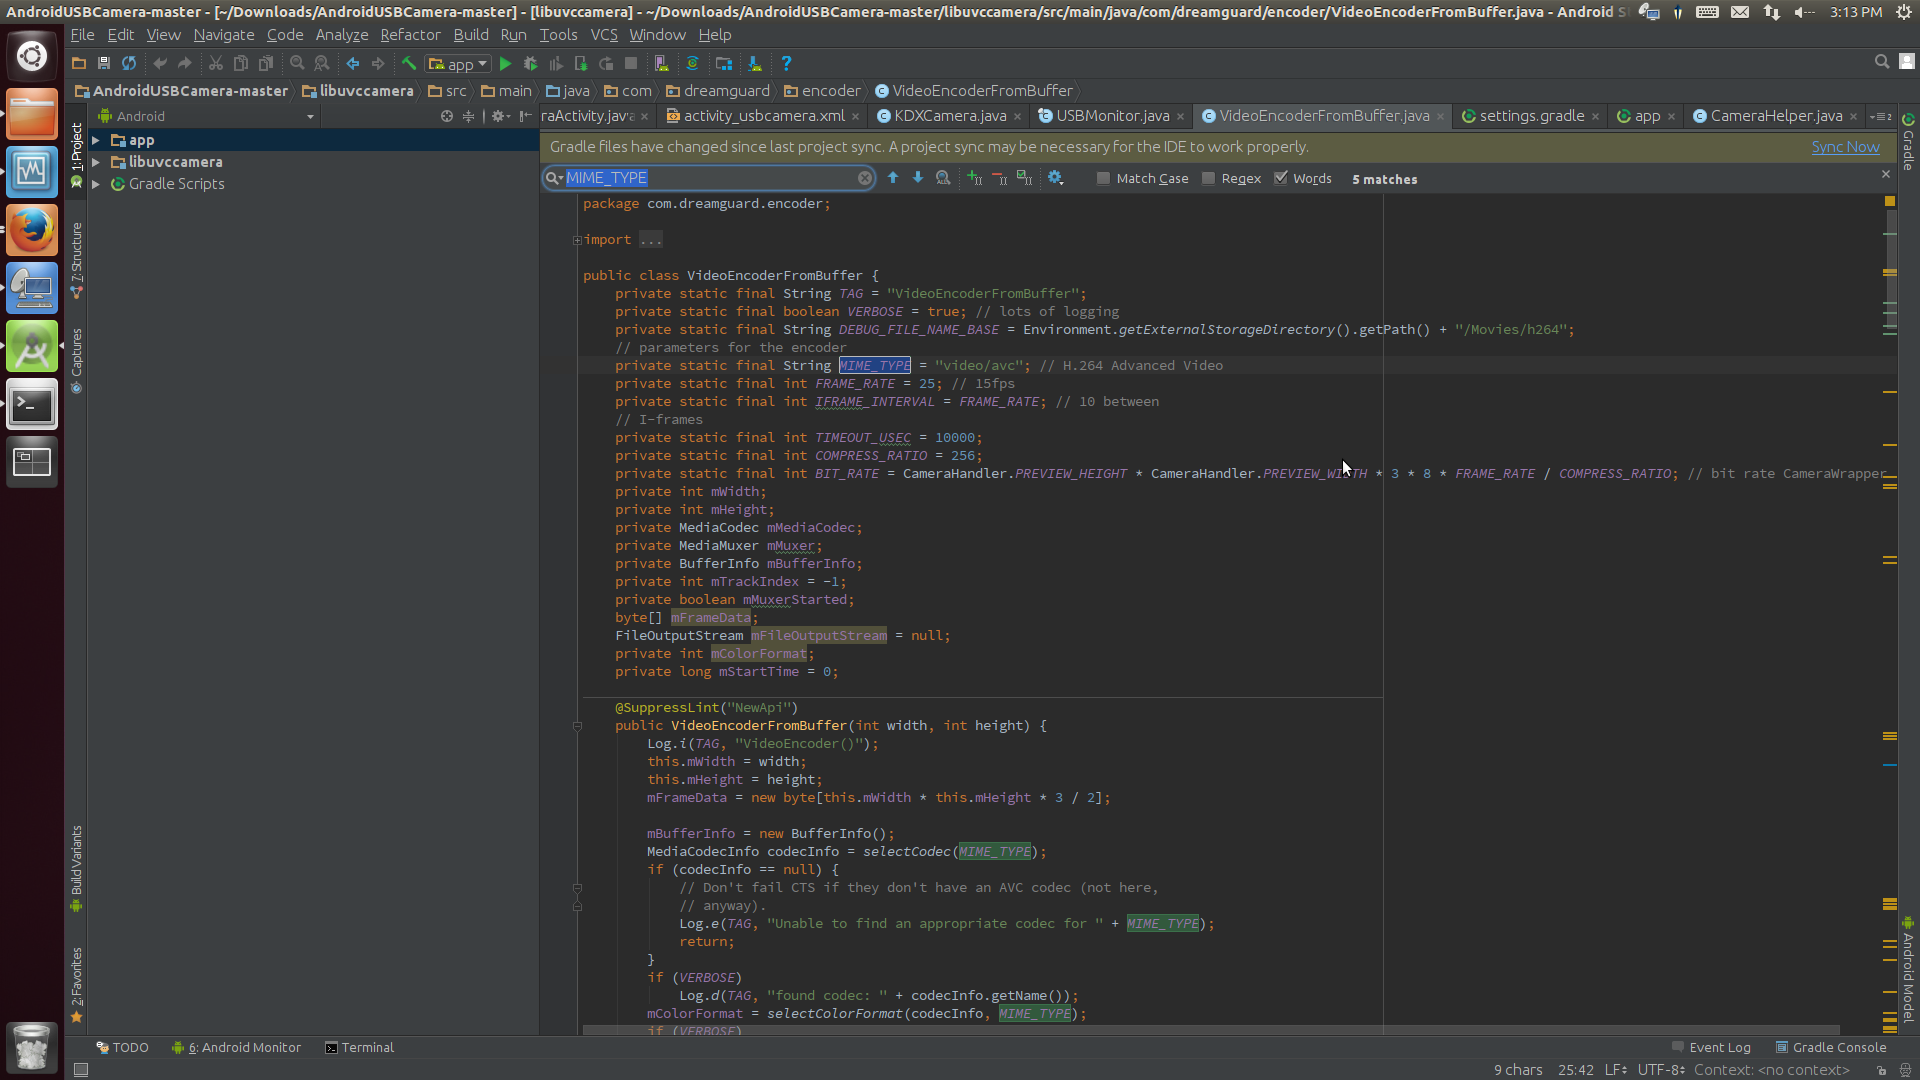 AndroidUSBCamera-master - [~/Downloads/AndroidUSBCamera-master] - [libuvccamera] - ~/Downloads/AndroidUSBCamera-master/libuvccamera/src/main/java/com/dreamguard/encoder/VideoEncoderFromBuffer.java - Android S
3:13 PM
File Edit View Navigate Code Analyze Refactor Build Run Tools VCS Window Help
app
AndroidUSBCamera-master libuvccamera src main java com dreamguard encoder VideoEncoderFromBuffer
Android
raActivity.java activity_usbcamera.xml KDXCamera.java USBMonitor.java VideoEncoderFromBuffer.java settings.gradle app CameraHelper.java
Gradle files have changed since last project sync. A project sync may be necessary for the IDE to work properly. Sync Now
MIME_TYPE Match Case Regex Words 5 matches
app
libuvccamera
Gradle Scripts
1: Project
7: Structure
Captures
Build Variants
2: Favorites
Gradle
Android Model
package com.dreamguard.encoder;
import ...
public class VideoEncoderFromBuffer {
private static final String TAG = "VideoEncoderFromBuffer";
private static final boolean VERBOSE = true; // lots of logging
private static final String DEBUG_FILE_NAME_BASE = Environment.getExternalStorageDirectory().getPath() + "/Movies/h264";
// parameters for the encoder
private static final String MIME_TYPE = "video/avc"; // H.264 Advanced Video
private static final int FRAME_RATE = 25; // 15fps
private static final int IFRAME_INTERVAL = FRAME_RATE; // 10 between
// I-frames
private static final int TIMEOUT_USEC = 10000;
private static final int COMPRESS_RATIO = 256;
private static final int BIT_RATE = CameraHandler.PREVIEW_HEIGHT * CameraHandler.PREVIEW_WIDTH * 3 * 8 * FRAME_RATE / COMPRESS_RATIO; // bit rate CameraWrapper
private int mWidth;
private int mHeight;
private MediaCodec mMediaCodec;
private MediaMuxer mMuxer;
private BufferInfo mBufferInfo;
private int mTrackIndex = -1;
private boolean mMuxerStarted;
byte[] mFrameData;
FileOutputStream mFileOutputStream = null;
private int mColorFormat;
private long mStartTime = 0;
@SuppressLint("NewApi")
public VideoEncoderFromBuffer(int width, int height) {
Log.i(TAG, "VideoEncoder()");
this.mWidth = width;
this.mHeight = height;
mFrameData = new byte[this.mWidth * this.mHeight * 3 / 2];
mBufferInfo = new BufferInfo();
MediaCodecInfo codecInfo = selectCodec(MIME_TYPE);
if (codecInfo == null) {
// Don't fail CTS if they don't have an AVC codec (not here,
// anyway).
Log.e(TAG, "Unable to find an appropriate codec for " + MIME_TYPE);
return;
}
if (VERBOSE)
Log.d(TAG, "found codec: " + codecInfo.getName());
mColorFormat = selectColorFormat(codecInfo, MIME_TYPE);
if (VERBOSE)
TODO 6: Android Monitor Terminal Event Log Gradle Console
9 chars 25:42 LF UTF-8 Context: <no context>